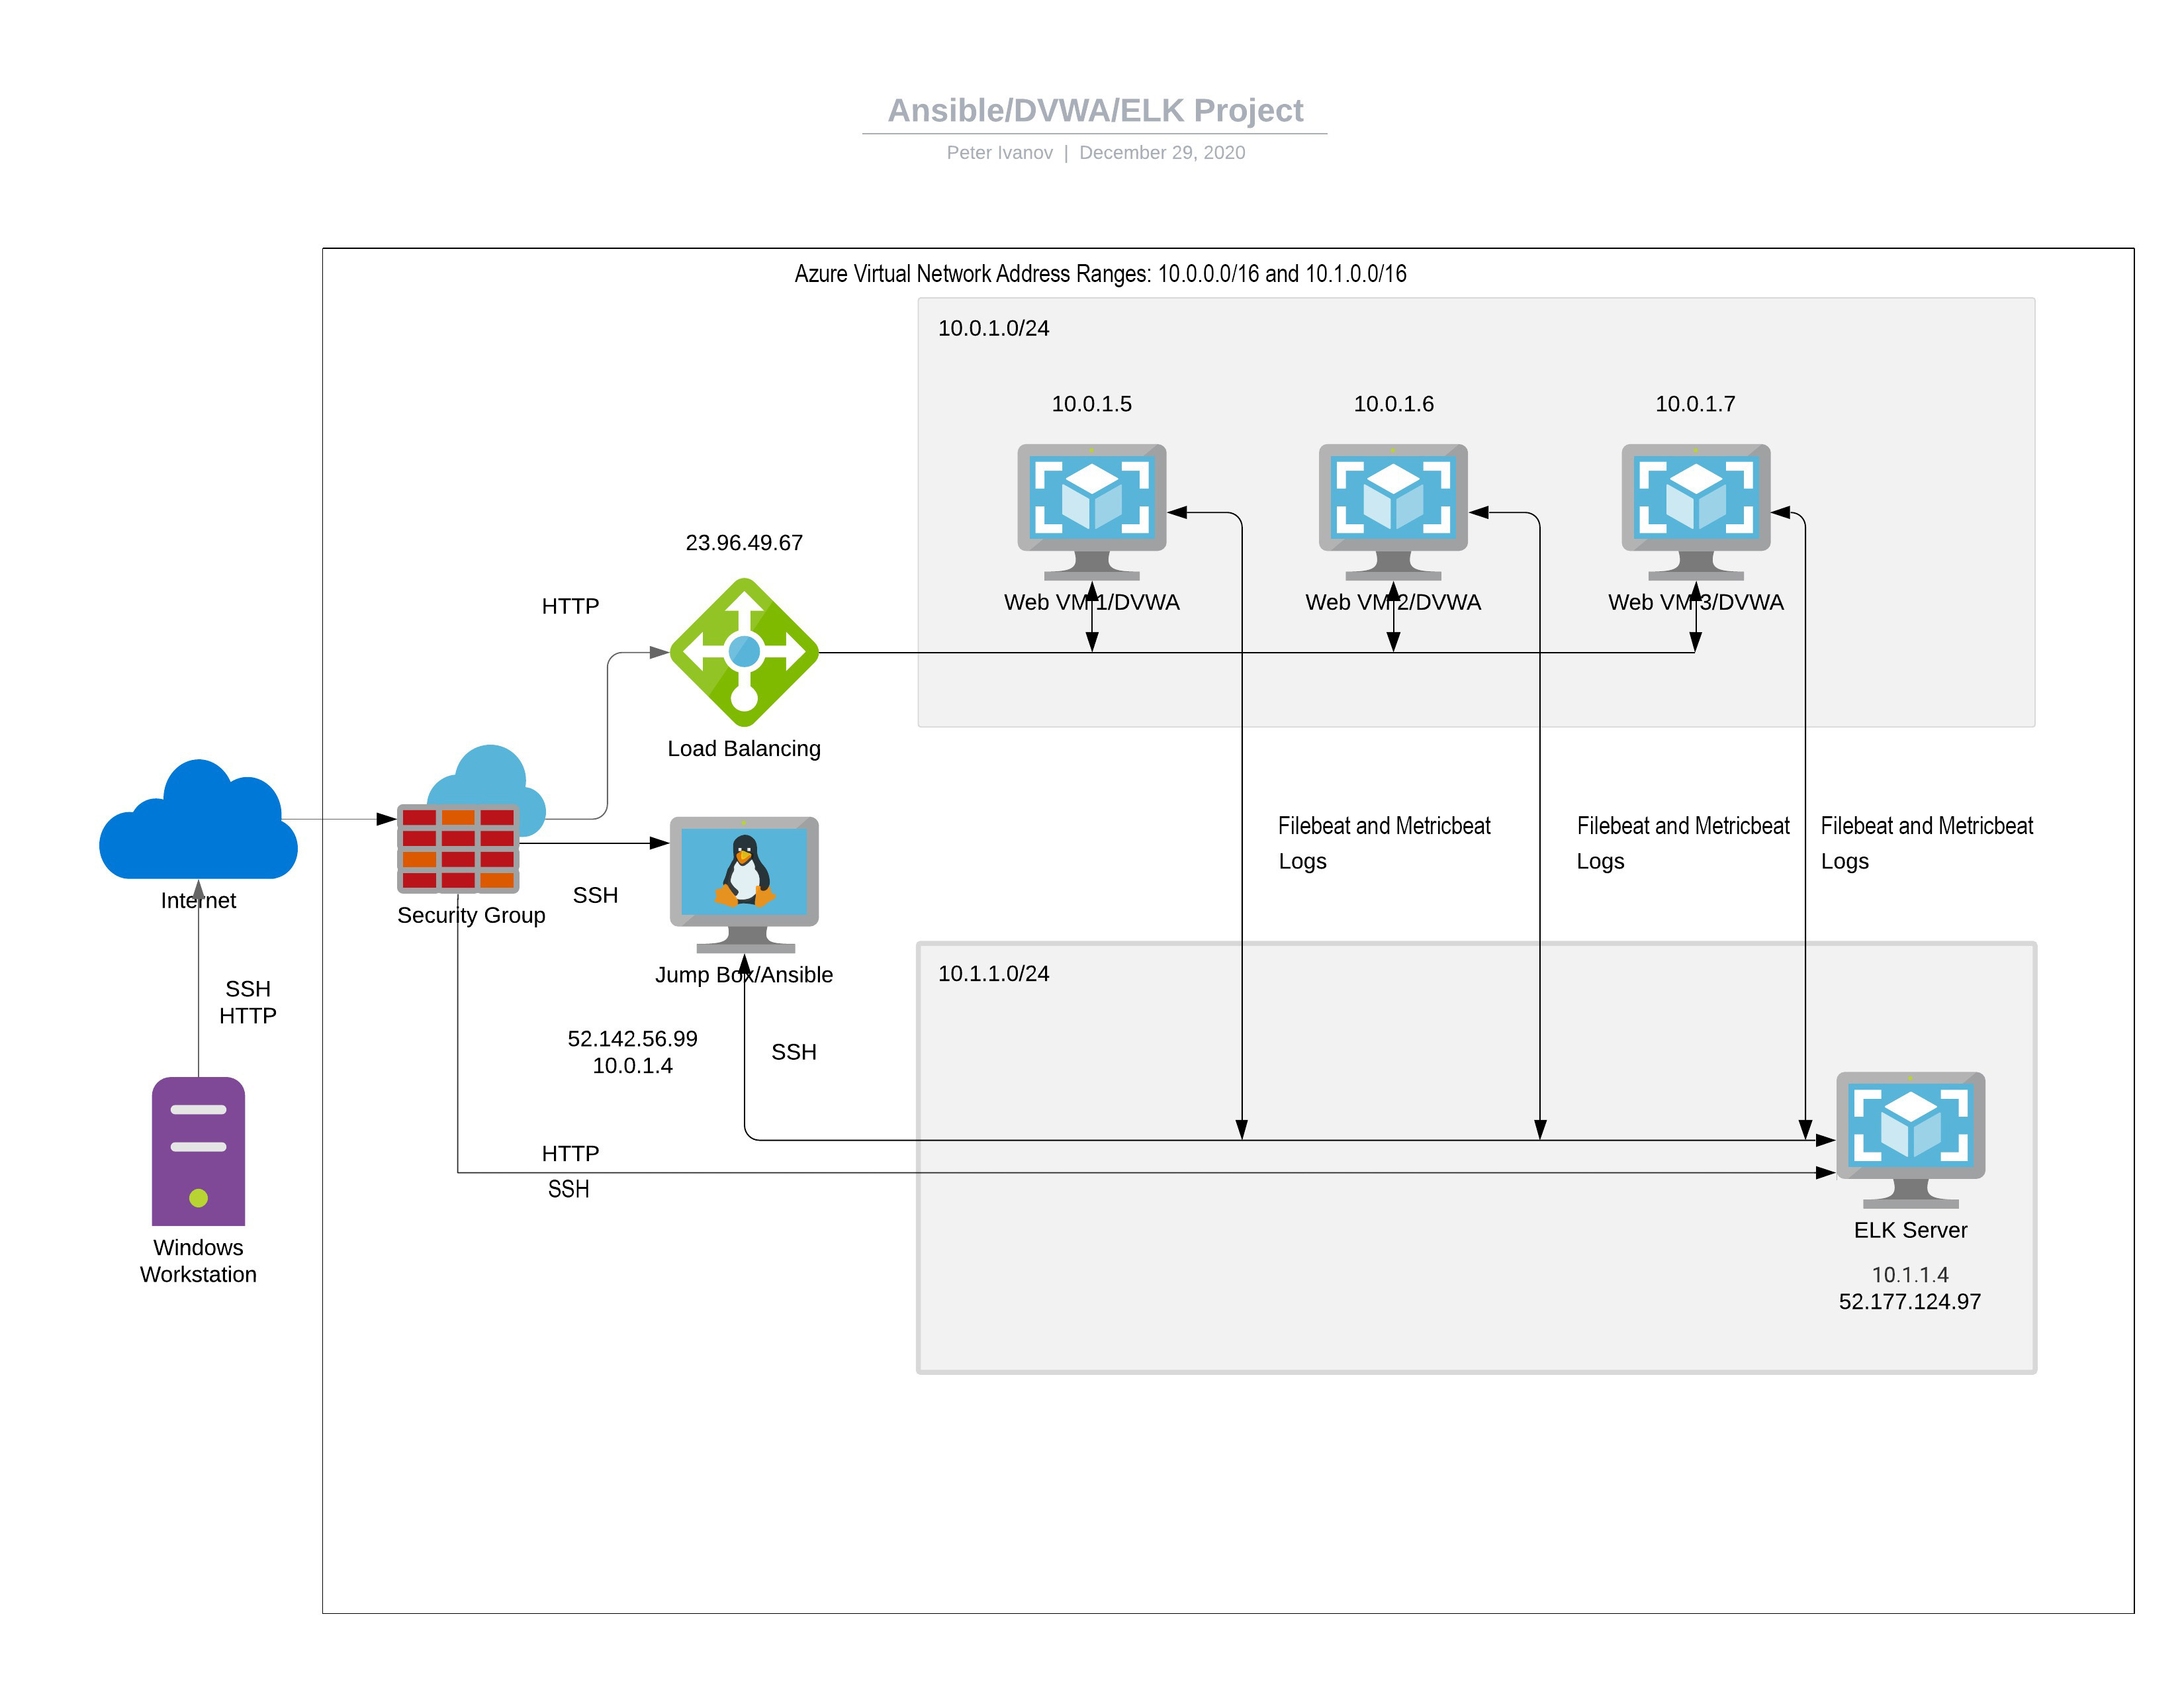 Ansible/DVWA/ELK Project
Peter Ivanov | December 29, 2020
Azure Virtual Network Address Ranges: 10.0.0.0/16 and 10.1.0.0/16
10.0.1.0/24
10.0.1.5
10.0.1.6
10.0.1.7
Web VM 1/DVWA
Web VM 2/DVWA
Web VM 3/DVWA
23.96.49.67
HTTP
Load Balancing
Internet
Security Group
SSH
Jump Box/Ansible
52.142.56.99
10.0.1.4
SSH
SSH
HTTP
Windows
Workstation
HTTP
SSH
Filebeat and Metricbeat
Logs
Filebeat and Metricbeat
Logs
Filebeat and Metricbeat
Logs
10.1.1.0/24
ELK Server
10.1.1.4
52.177.124.97